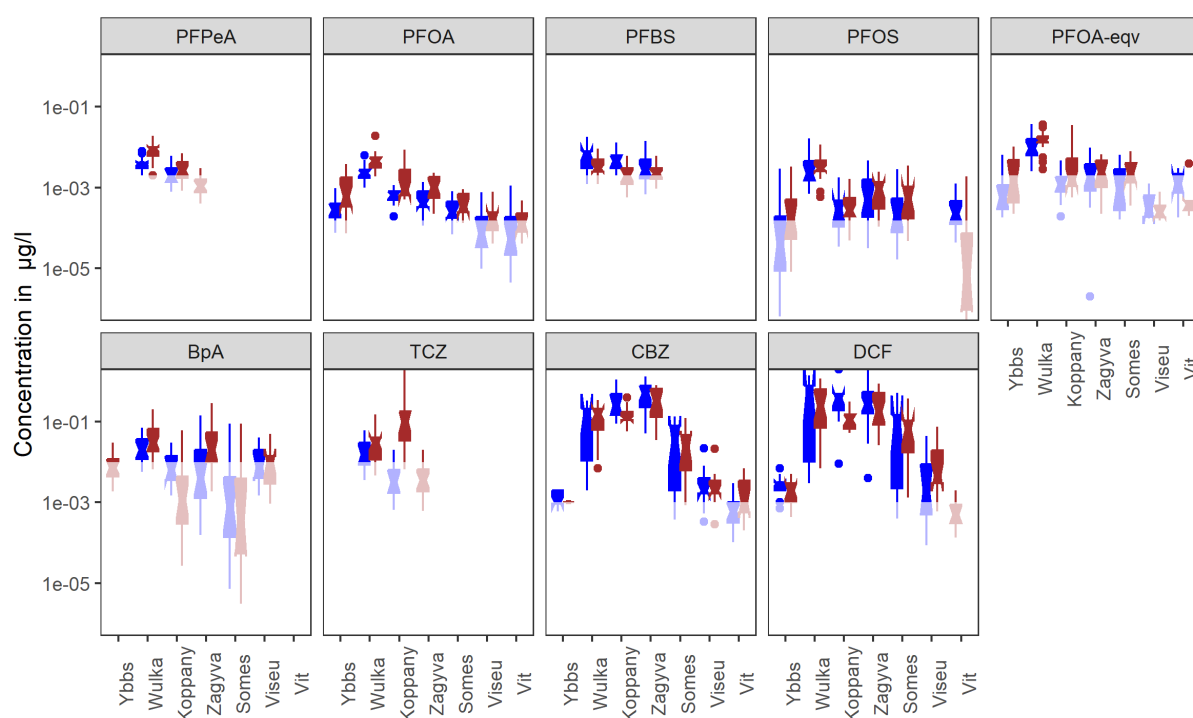 PFPeA PFOA PFBS PFOS PFOA-eqv
1e-01
1e-03
1e-05
Concentration in µg/l
Ybbs Wulka Koppany Zagyva Somes Viseu Vit
BpA TCZ CBZ DCF
1e-01
1e-03
1e-05
Ybbs Wulka Koppany Zagyva Somes Viseu Vit
Ybbs Wulka Koppany Zagyva Somes Viseu Vit
Ybbs Wulka Koppany Zagyva Somes Viseu Vit
Ybbs Wulka Koppany Zagyva Somes Viseu Vit